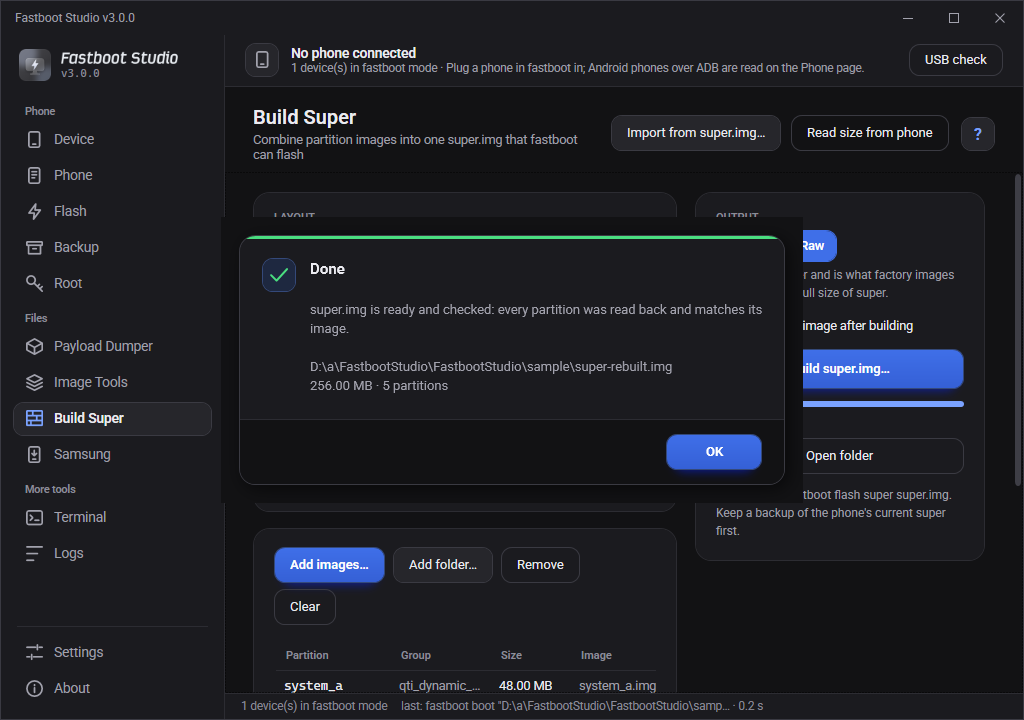 Fastboot Studio v3.0.0
Fastboot Studio
v3.0.0
No phone connected
1 device(s) in fastboot mode · Plug a phone in fastboot in; Android phones over ADB are read on the Phone page.
USB check
Phone
Device
Phone
Flash
Backup
Root
Files
Payload Dumper
Image Tools
Build Super
Samsung
More tools
Terminal
Logs
Settings
About
Build Super
Combine partition images into one super.img that fastboot
can flash
Import from super.img...
Read size from phone
?
LAYOUT
OUTPUT
Raw
and is what factory images
size of super.
image after building
super.img...
Open folder
flash super super.img.
Keep a backup of the phone's current super
first.
Done
super.img is ready and checked: every partition was read back and matches its
image.
D:\a\FastbootStudio\FastbootStudio\sample\super-rebuilt.img
256.00 MB · 5 partitions
OK
Add images...
Add folder...
Remove
Clear
Partition Group Size Image
system_a qti_dynamic_... 48.00 MB system_a.img
1 device(s) in fastboot mode last: fastboot boot "D:\a\FastbootStudio\FastbootStudio\samp... · 0.2 s